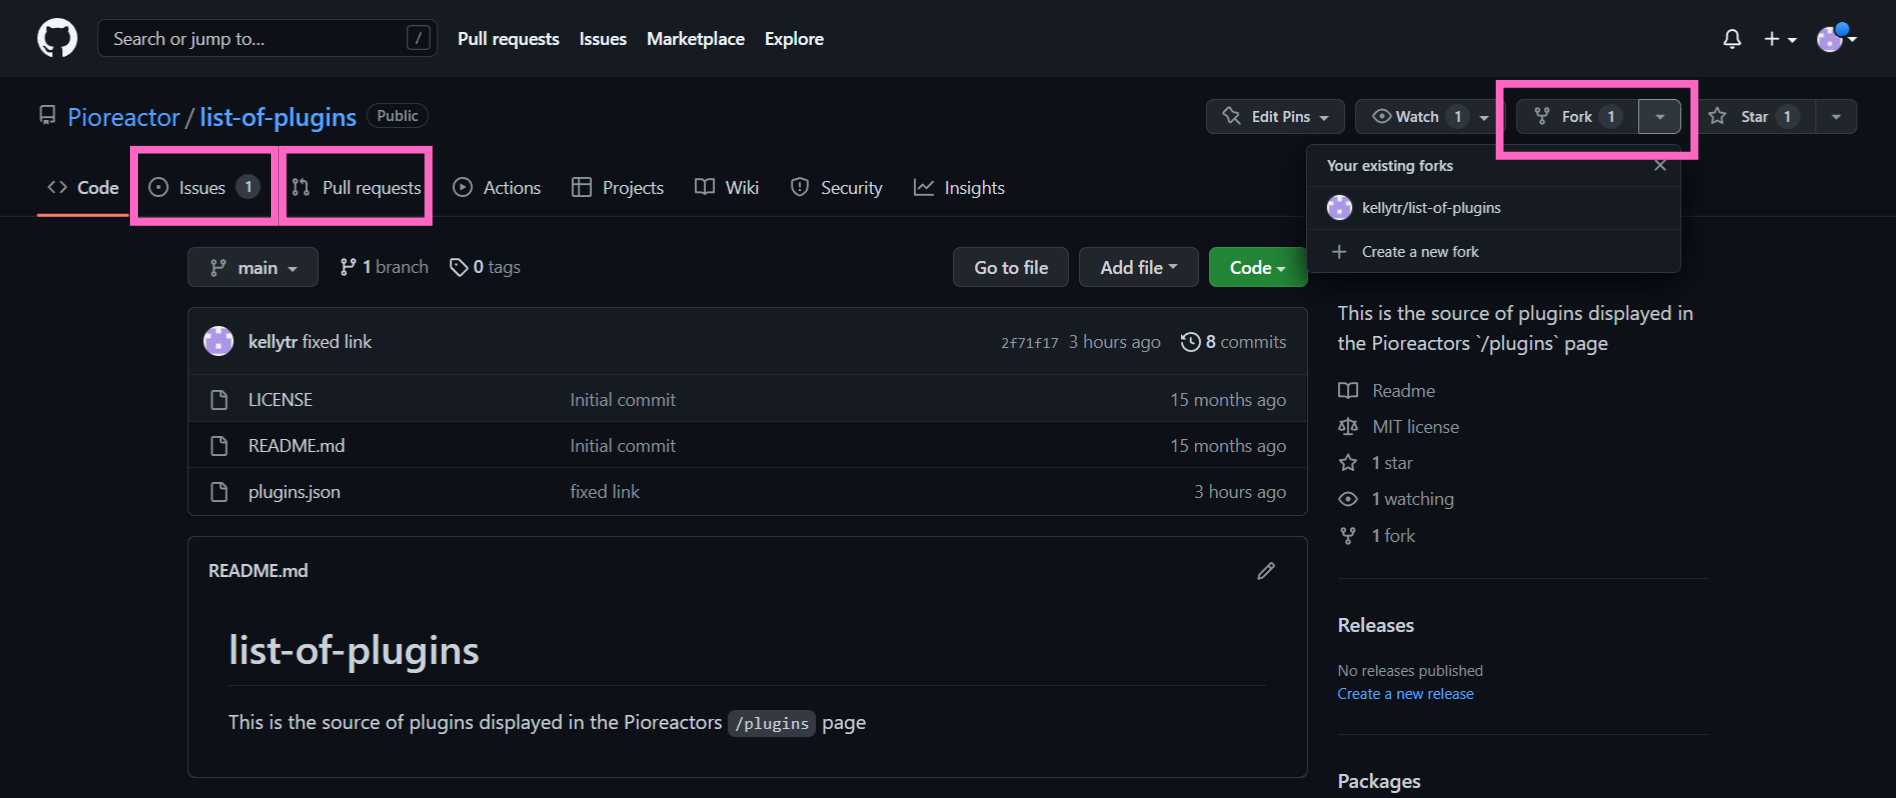 Search or jump to... / Pull requests Issues Marketplace Explore
Pioreactor / list-of-plugins Public Edit Pins Watch 1 Fork 1 Star 1
Code Issues 1 Pull requests Actions Projects Wiki Security Insights
Your existing forks
kellytr/list-of-plugins
Create a new fork
main 1 branch 0 tags Go to file Add file Code
kellytr fixed link 2f71f17 3 hours ago 8 commits
LICENSE Initial commit 15 months ago
README.md Initial commit 15 months ago
plugins.json fixed link 3 hours ago
README.md
list-of-plugins
This is the source of plugins displayed in the Pioreactors /plugins page
This is the source of plugins displayed in
the Pioreactors `/plugins` page
Readme
MIT license
1 star
1 watching
1 fork
Releases
No releases published
Create a new release
Packages